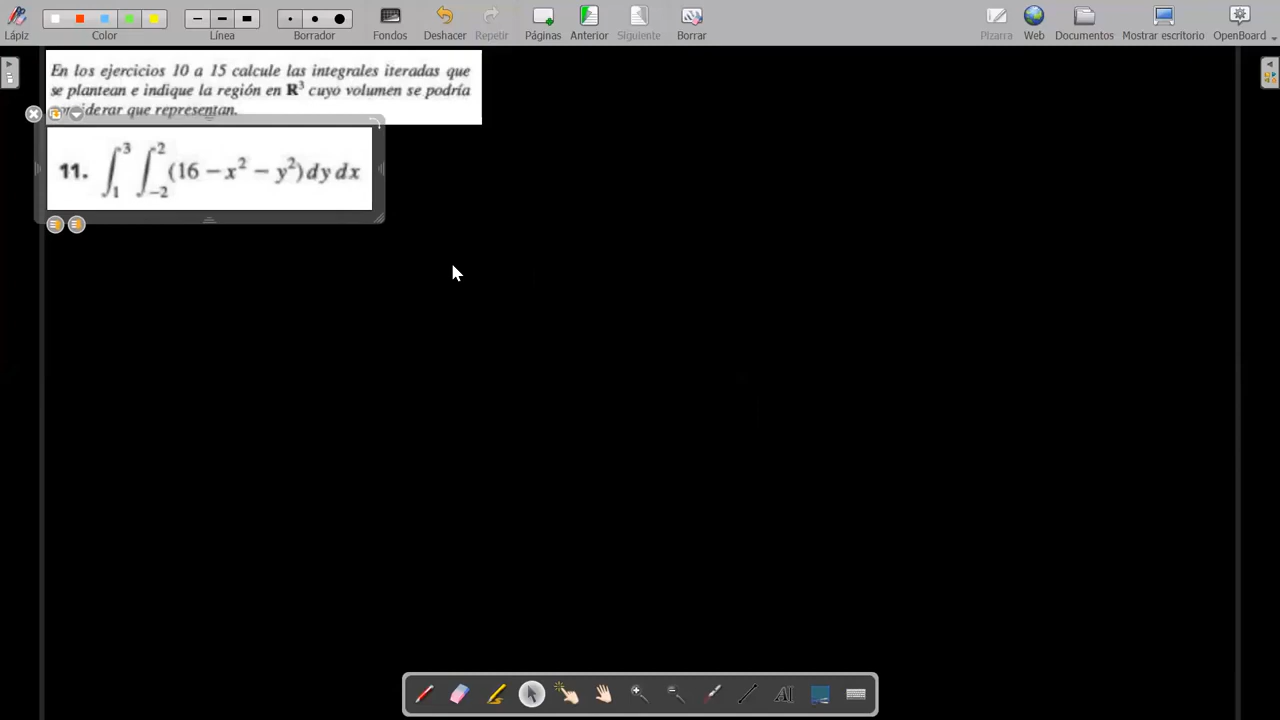 Lápiz Color Línea Borrador Fondos Deshacer Repetir Páginas Anterior Siguiente Borrar Pizarra Web Documentos Mostrar escritorio OpenBoard
En los ejercicios 10 a 15 calcule las integrales iteradas que
se plantean e indique la región en R³ cuyo volumen se podría
considerar que representan.
11. ∫₁³ ∫₋₂² (16 − x² − y²) dy dx
AI